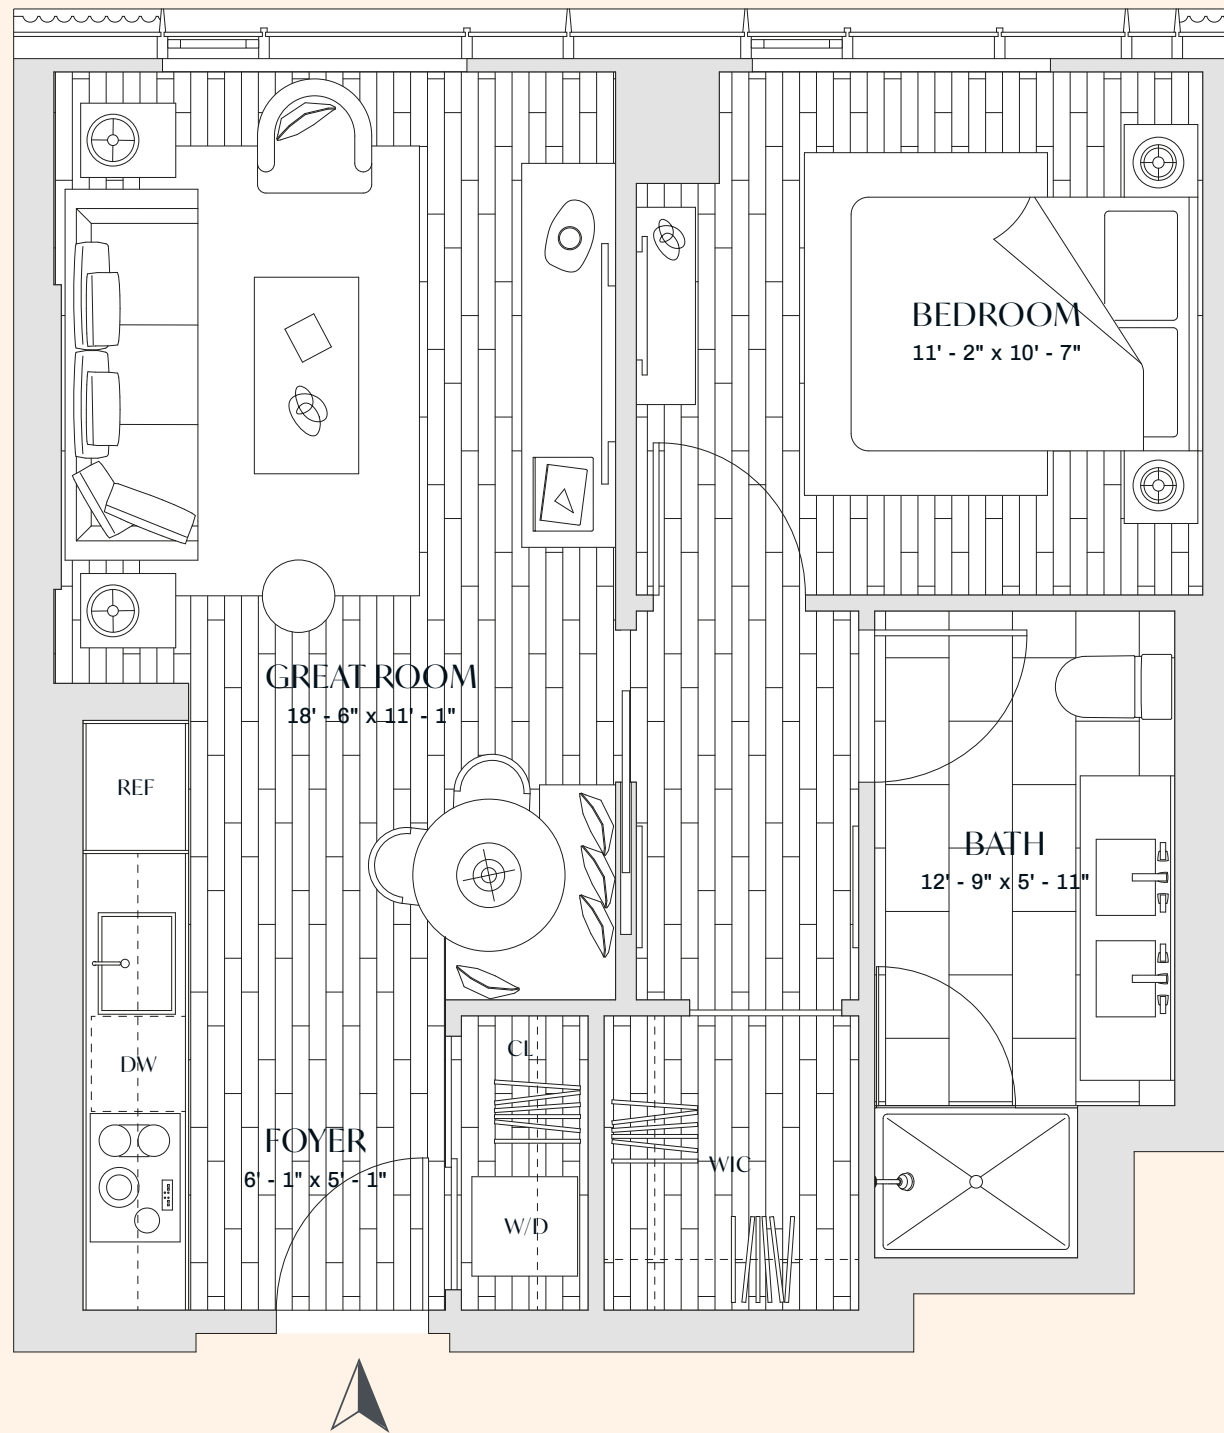 BEDROOM
11' - 2" x 10' - 7"
GREAT ROOM
18' - 6" x 11' - 1"
REF
BATH
12' - 9" x 5' - 11"
CL
DW
FOYER
6' - 1" x 5' - 1"
WIC
W/D